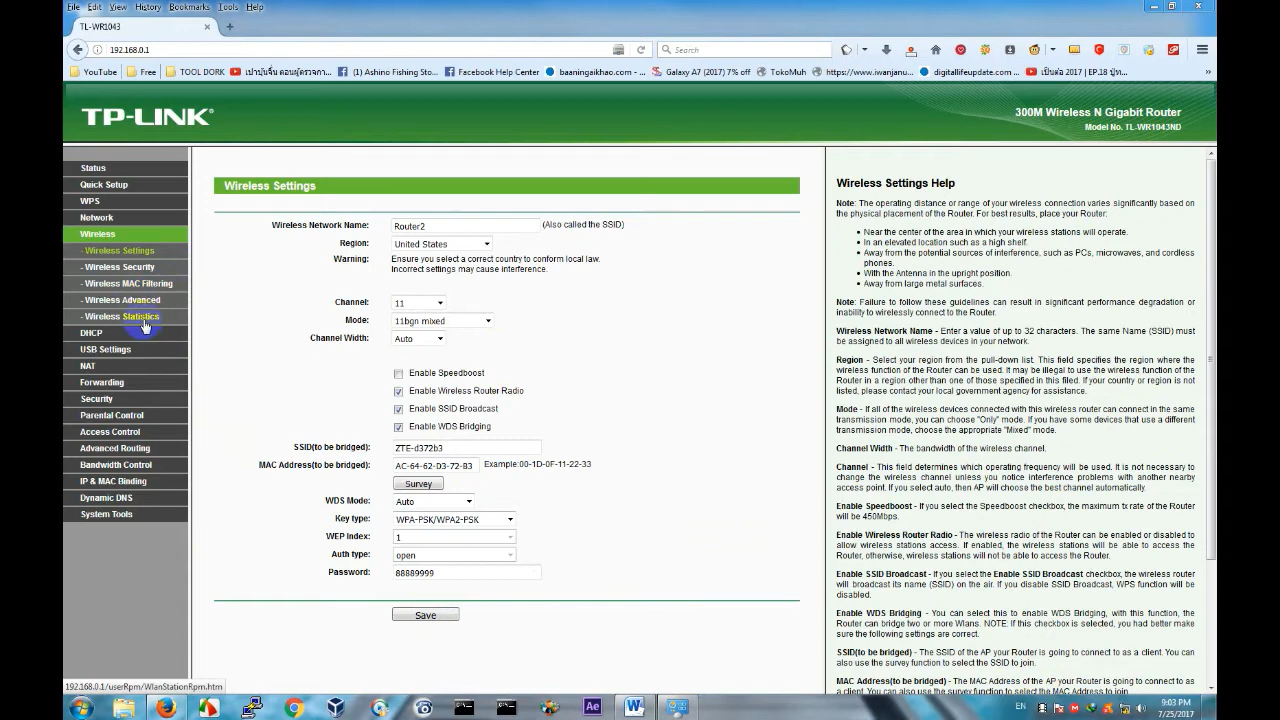 File Edit View History Bookmarks Tools Help
TL-WR1043
192.168.0.1
Search
YouTube Free TOOL DORK (1) Ashino Fishing Sto... Facebook Help Center baaningaikhao.com -... Galaxy A7 (2017) 7% off TokoMuh https://www.iwanjanu... digitallifeupdate.com ...
TP-LINK®
300M Wireless N Gigabit Router
Model No. TL-WR1043ND
Status
Quick Setup
WPS
Network
Wireless
- Wireless Settings
- Wireless Security
- Wireless MAC Filtering
- Wireless Advanced
- Wireless Statistics
DHCP
USB Settings
NAT
Forwarding
Security
Parental Control
Access Control
Advanced Routing
Bandwidth Control
IP & MAC Binding
Dynamic DNS
System Tools
Wireless Settings
Wireless Network Name: Router2 (Also called the SSID)
Region: United States
Warning: Ensure you select a correct country to conform local law.
Incorrect settings may cause interference.
Channel: 11
Mode: 11bgn mixed
Channel Width: Auto
Enable Speedboost
Enable Wireless Router Radio
Enable SSID Broadcast
Enable WDS Bridging
SSID(to be bridged): ZTE-d372b3
MAC Address(to be bridged): AC-64-62-D3-72-B3 Example:00-1D-0F-11-22-33
Survey
WDS Mode: Auto
Key type: WPA-PSK/WPA2-PSK
WEP Index: 1
Auth type: open
Password: 88889999
Save
Wireless Settings Help
Note: The operating distance or range of your wireless connection varies significantly based on
the physical placement of the Router. For best results, place your Router:
Near the center of the area in which your wireless stations will operate.
In an elevated location such as a high shelf.
Away from the potential sources of interference, such as PCs, microwaves, and cordless
phones.
With the Antenna in the upright position.
Away from large metal surfaces.
Note: Failure to follow these guidelines can result in significant performance degradation or
inability to wirelessly connect to the Router.
Wireless Network Name - Enter a value of up to 32 characters. The same Name (SSID) must
be assigned to all wireless devices in your network.
Region - Select your region from the pull-down list. This field specifies the region where the
wireless function of the Router can be used. It may be illegal to use the wireless function of the
Router in a region other than one of those specified in this filed. If your country or region is not
listed, please contact your local government agency for assistance.
Mode - If all of the wireless devices connected with this wireless router can connect in the same
transmission mode, you can choose "Only" mode. If you have some devices that use a different
transmission mode, choose the appropriate "Mixed" mode.
Channel Width - The bandwidth of the wireless channel.
Channel - This field determines which operating frequency will be used. It is not necessary to
change the wireless channel unless you notice interference problems with another nearby
access point. If you select auto, then AP will choose the best channel automatically.
Enable Speedboost - If you select the Speedboost checkbox, the maximum tx rate of the Router
will be 450Mbps.
Enable Wireless Router Radio - The wireless radio of the Router can be enabled or disabled to
allow wireless stations access. If enabled, the wireless stations will be able to access the
Router, otherwise, wireless stations will not be able to access the Router.
Enable SSID Broadcast - If you select the Enable SSID Broadcast checkbox, the wireless router
will broadcast its name (SSID) on the air. If you disable SSID Broadcast, WPS function will be
disabled.
Enable WDS Bridging - You can select this to enable WDS Bridging, with this function, the
Router can bridge two or more Wlans. NOTE: If this checkbox is selected, you had better make
sure the following settings are correct.
SSID(to be bridged) - The SSID of the AP your Router is going to connect to as a client. You can
also use the survey function to select the SSID to join.
MAC Address(to be bridged) - The MAC Address of the AP your Router is going to connect to as
a client. You can also use the survey function to select the SSID to join
192.168.0.1/userRpm/WlanStationRpm.htm
Ae
EN
9:03 PM
7/25/2017